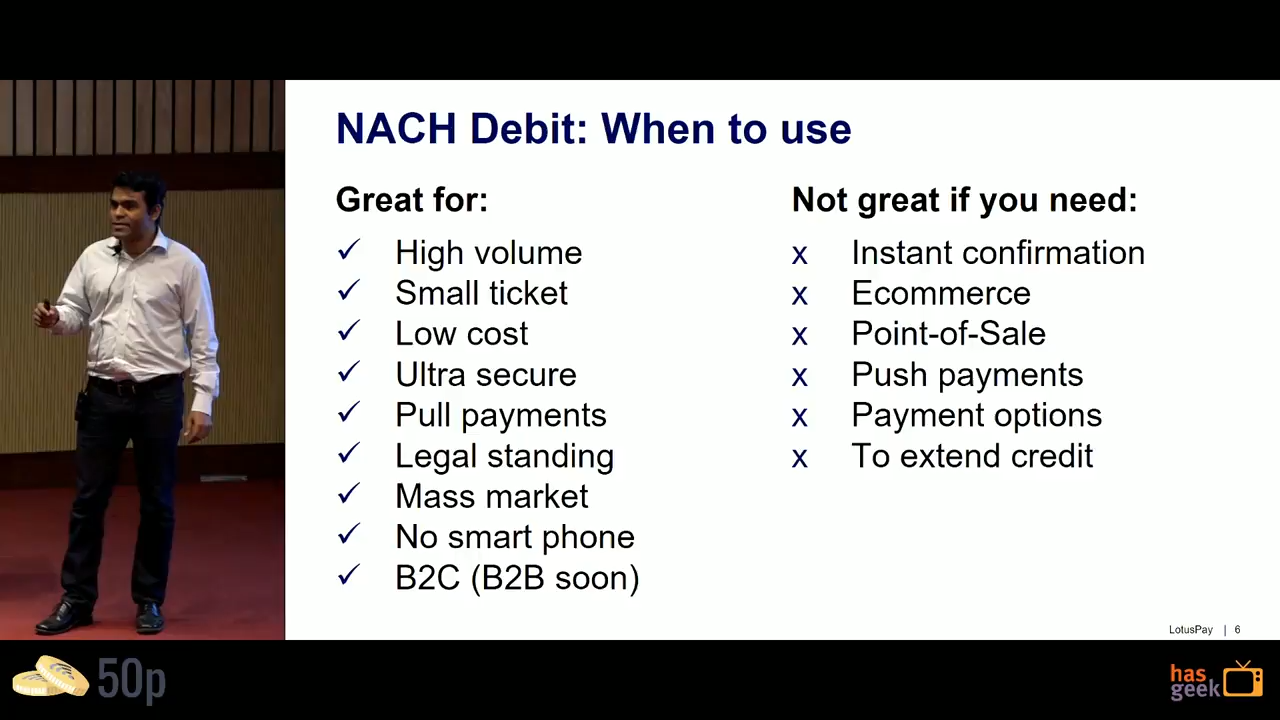 NACH Debit: When to use
Great for:
✓ High volume
✓ Small ticket
✓ Low cost
✓ Ultra secure
✓ Pull payments
✓ Legal standing
✓ Mass market
✓ No smart phone
✓ B2C (B2B soon)
Not great if you need:
x Instant confirmation
x Ecommerce
x Point-of-Sale
x Push payments
x Payment options
x To extend credit
LotusPay | 6
50p
has
geek